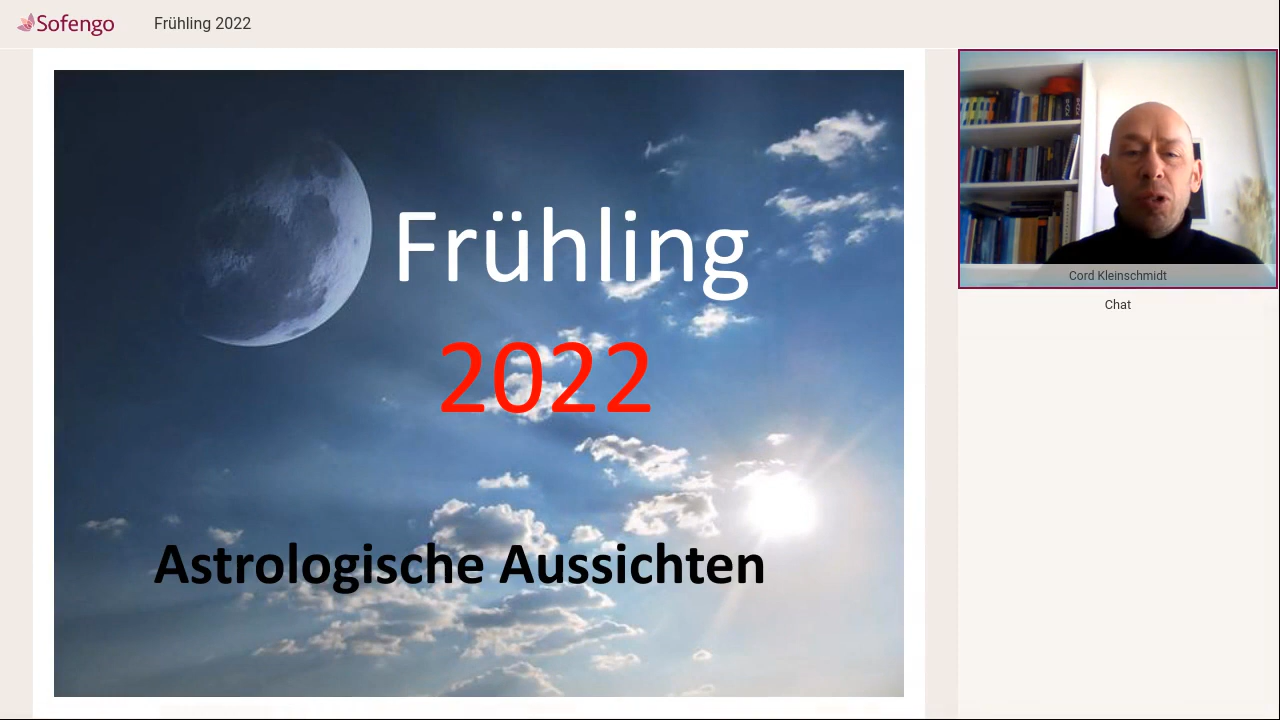 Sofengo
Frühling 2022
Frühling
2022
Astrologische Aussichten
Cord Kleinschmidt
Chat